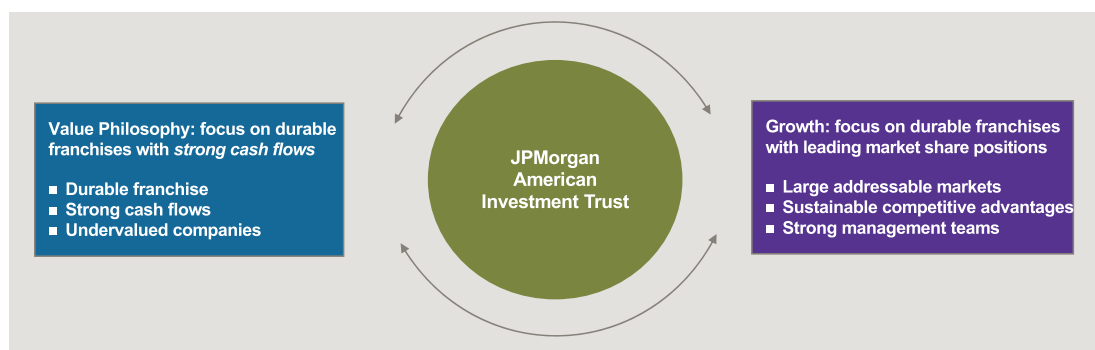 Value Philosophy: focus on durable
franchises with strong cash flows
Durable franchise
Strong cash flows
Undervalued companies
JPMorgan
American
Investment Trust
Growth: focus on durable franchises
with leading market share positions
Large addressable markets
Sustainable competitive advantages
Strong management teams